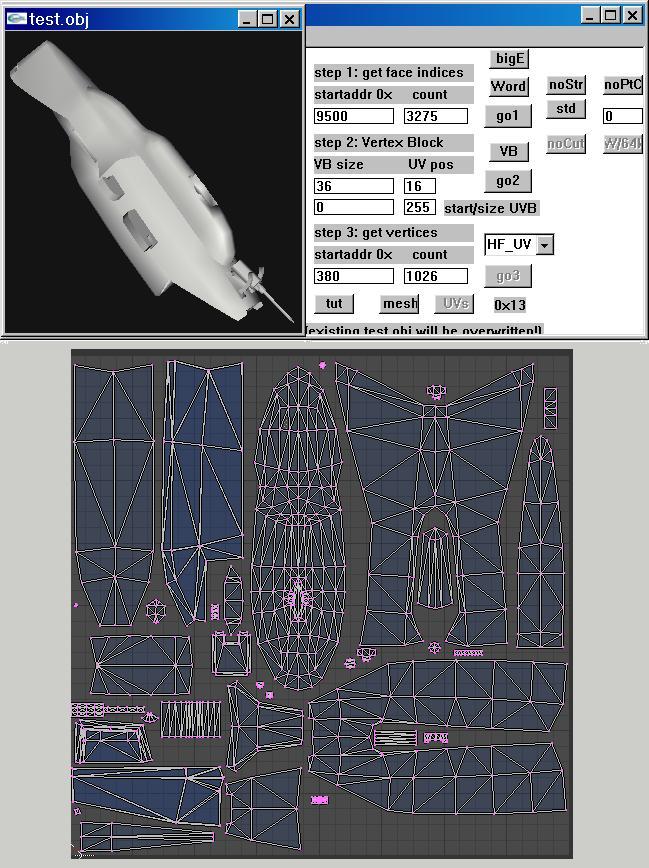 test.obj
bigE
step 1: get face indices
Word noStr noPtC
startaddr 0x count
std
9500 3275 go1 0
step 2: Vertex Block
noCut W/64k
VB size UV pos VB
36 16 go2
0 255 start/size UVB
step 3: get vertices
HF_UV
startaddr 0x count
380 1026 go3
tut mesh UVs 0x13
(existing test.obj will be overwritten!)